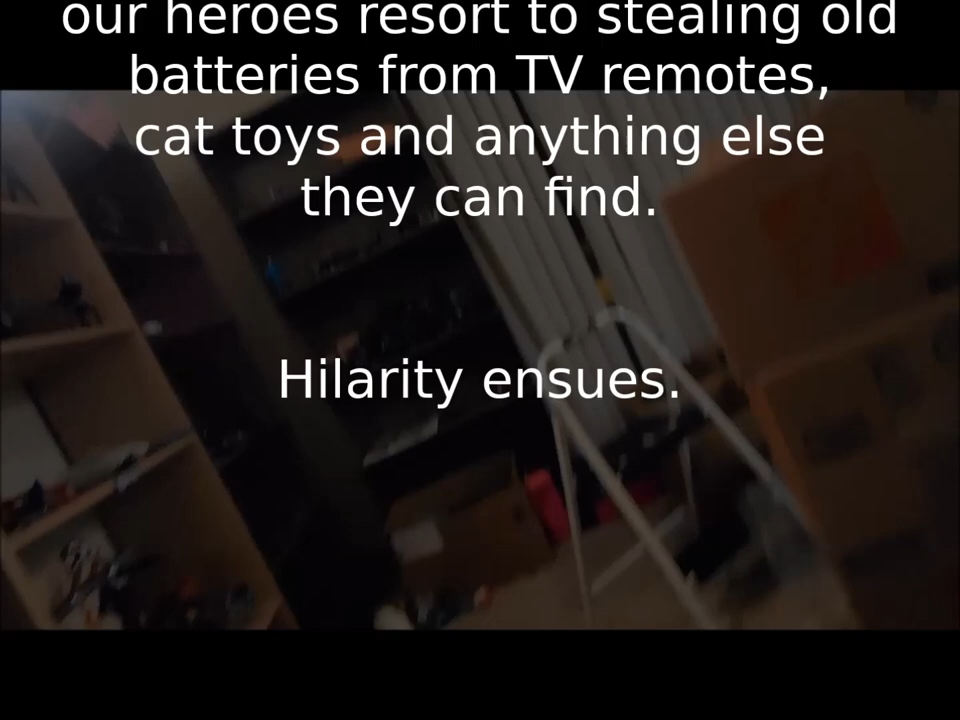 our heroes resort to stealing old
batteries from TV remotes,
cat toys and anything else
they can find.
Hilarity ensues.